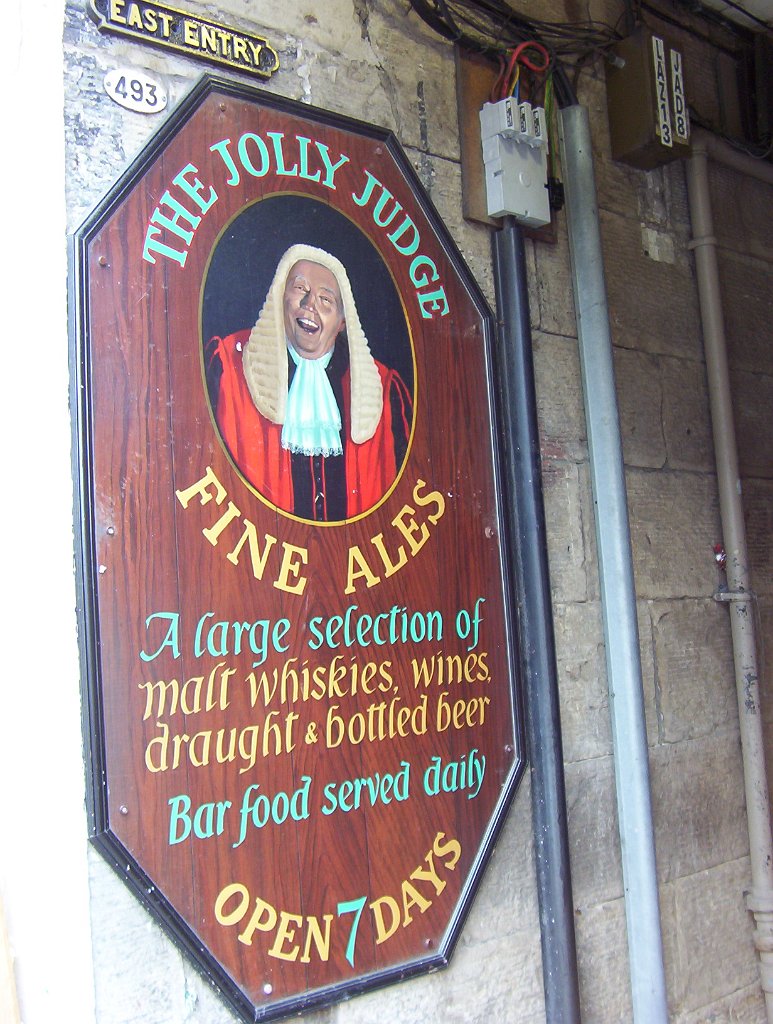 EAST ENTRY
493
LAZ13
JAD8
THE JOLLY JUDGE
FINE ALES
A large selection of
malt whiskies, wines,
draught & bottled beer
Bar food served daily
OPEN 7 DAYS